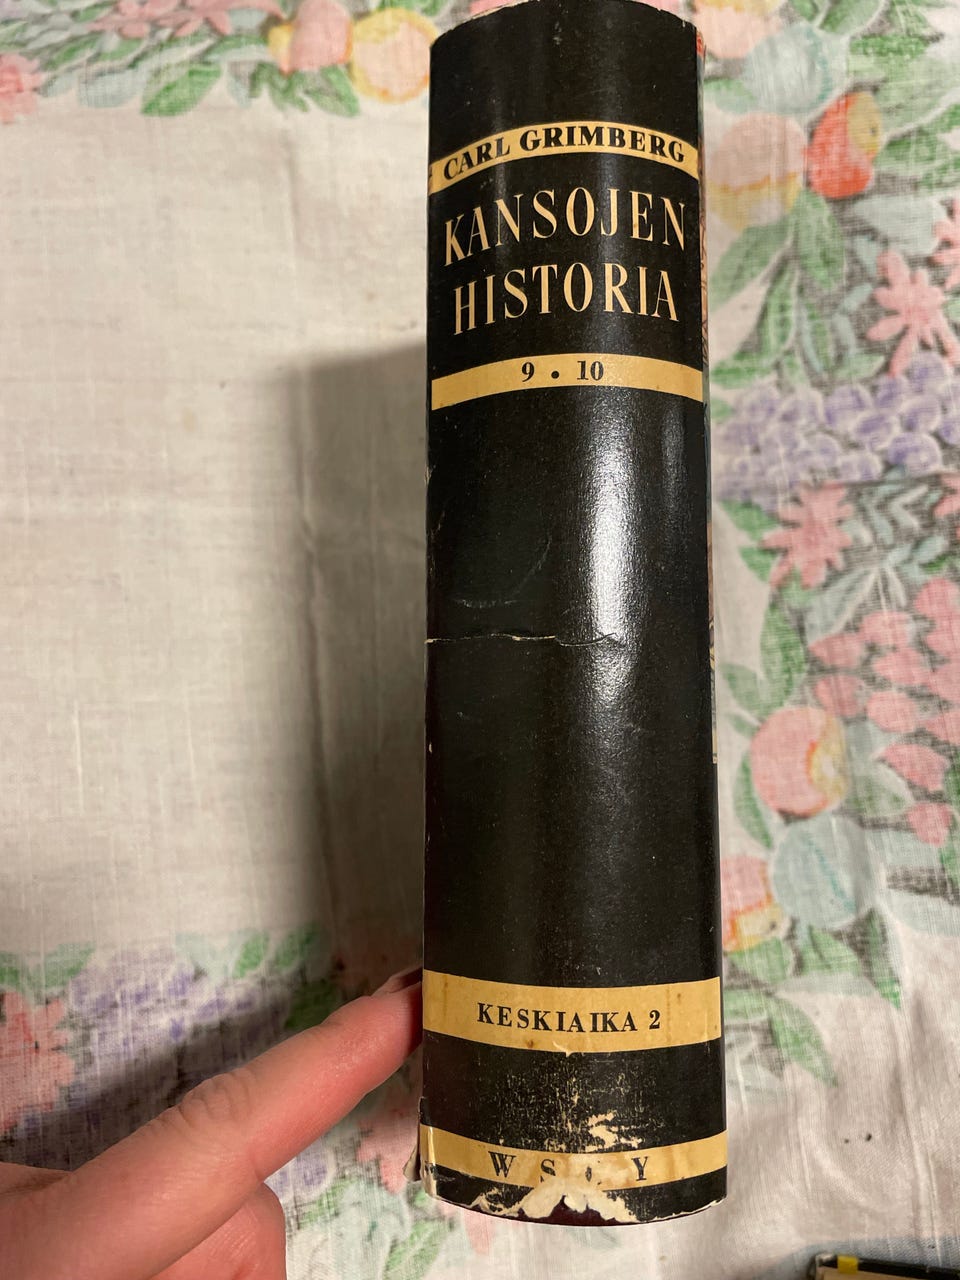 CARL GRIMBERG
KANSOJEN
HISTORIA
9 • 10
KESKIAIKA 2